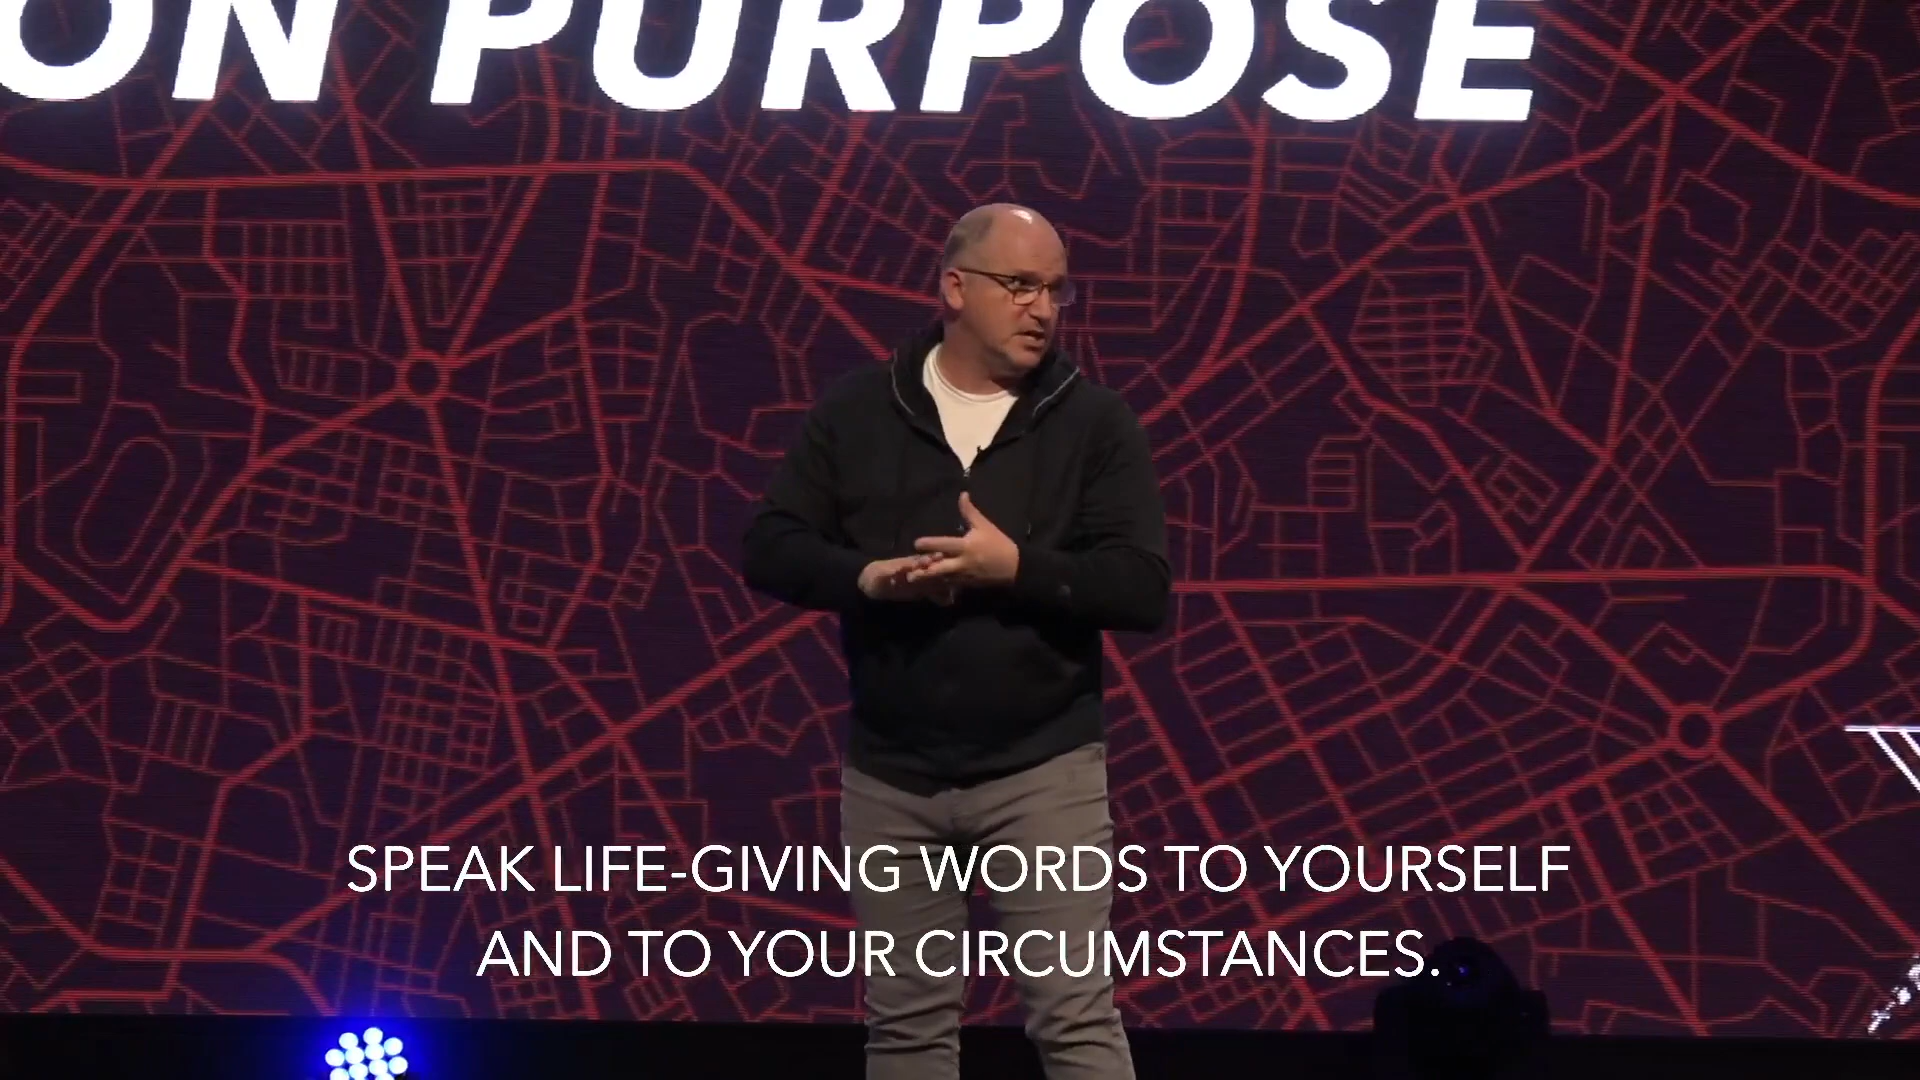 ON PURPOSE
SPEAK LIFE-GIVING WORDS TO YOURSELF
AND TO YOUR CIRCUMSTANCES.